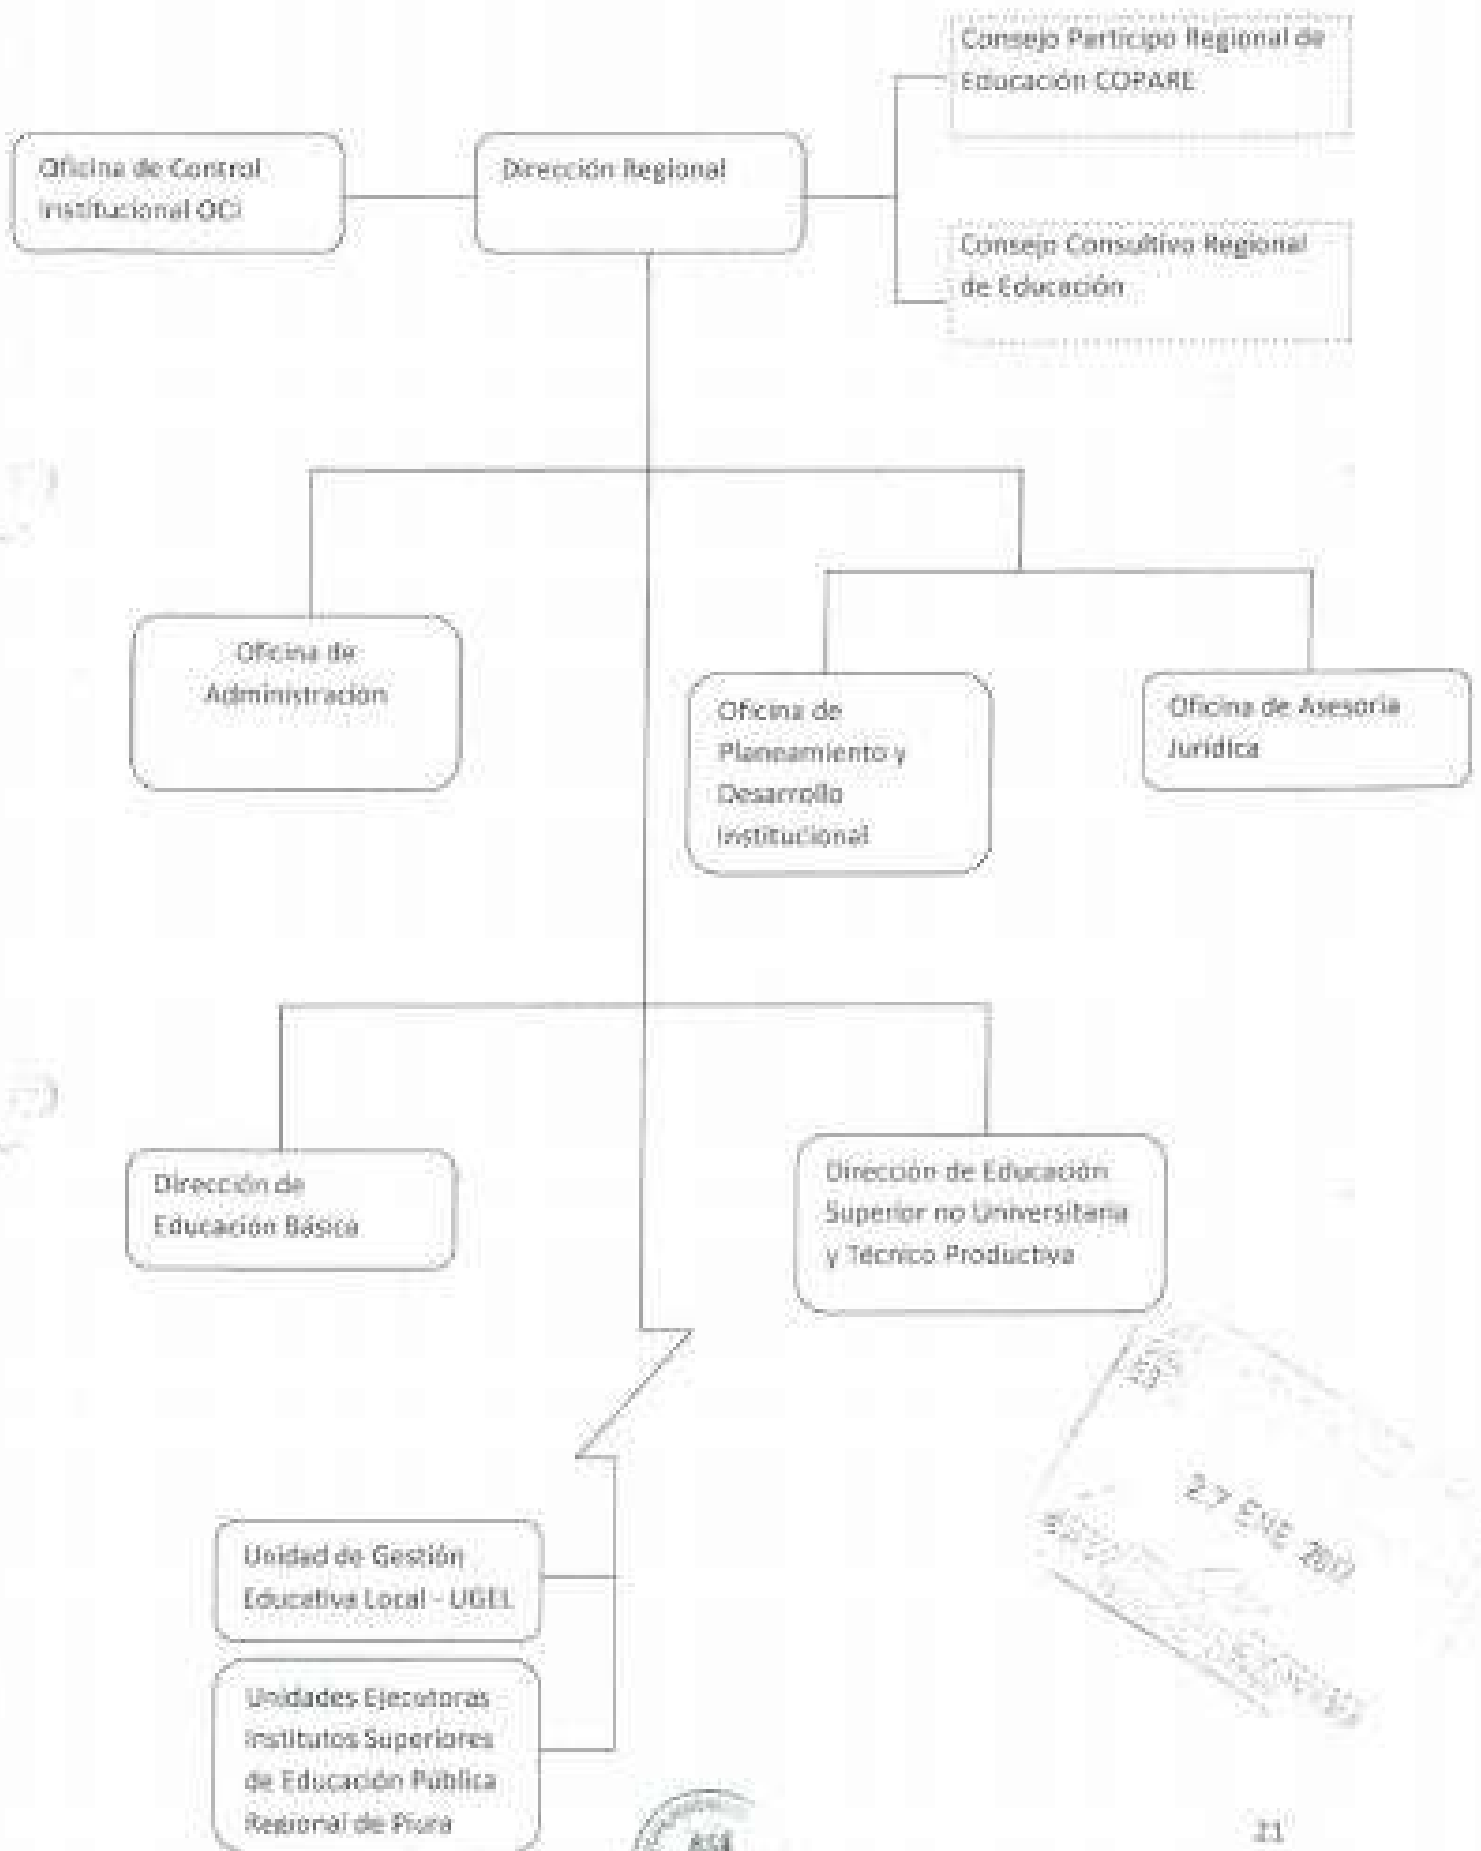 Consejo Participo Regional de
Educación COPARE
Oficina de Control
Institucional OCI
Dirección Regional
Consejo Consultivo Regional
de Educación
Oficina de
Administración
Oficina de
Planeamiento y
Desarrollo
Institucional
Oficina de Asesoria
Jurídica
Dirección de
Educación Básica
Dirección de Educación
Superior no Universitaria
y Técnico Productiva
27 ENE
Unidad de Gestión
Educativa Local - UGEL
Unidades Ejecutoras
Institutos Superiores
de Educación Pública
Regional de Piura
21